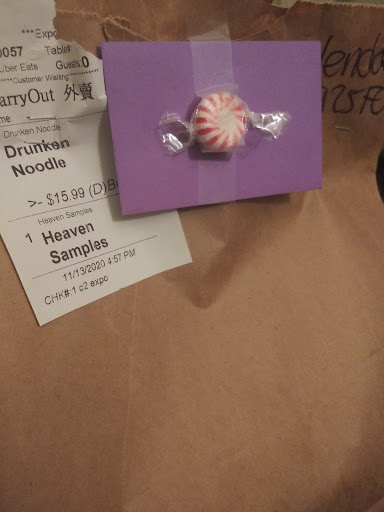 ***Expo
0057 Table#
Uber Eats Guests:0
***Customer Waiting***
CarryOut 外賣
Drunken Noodle
Drunken
Noodle
>- $15.99 (D)B
Heaven Samples
1 Heaven
Samples
11/13/2020 4:57 PM
CHK#:1 c2 expo